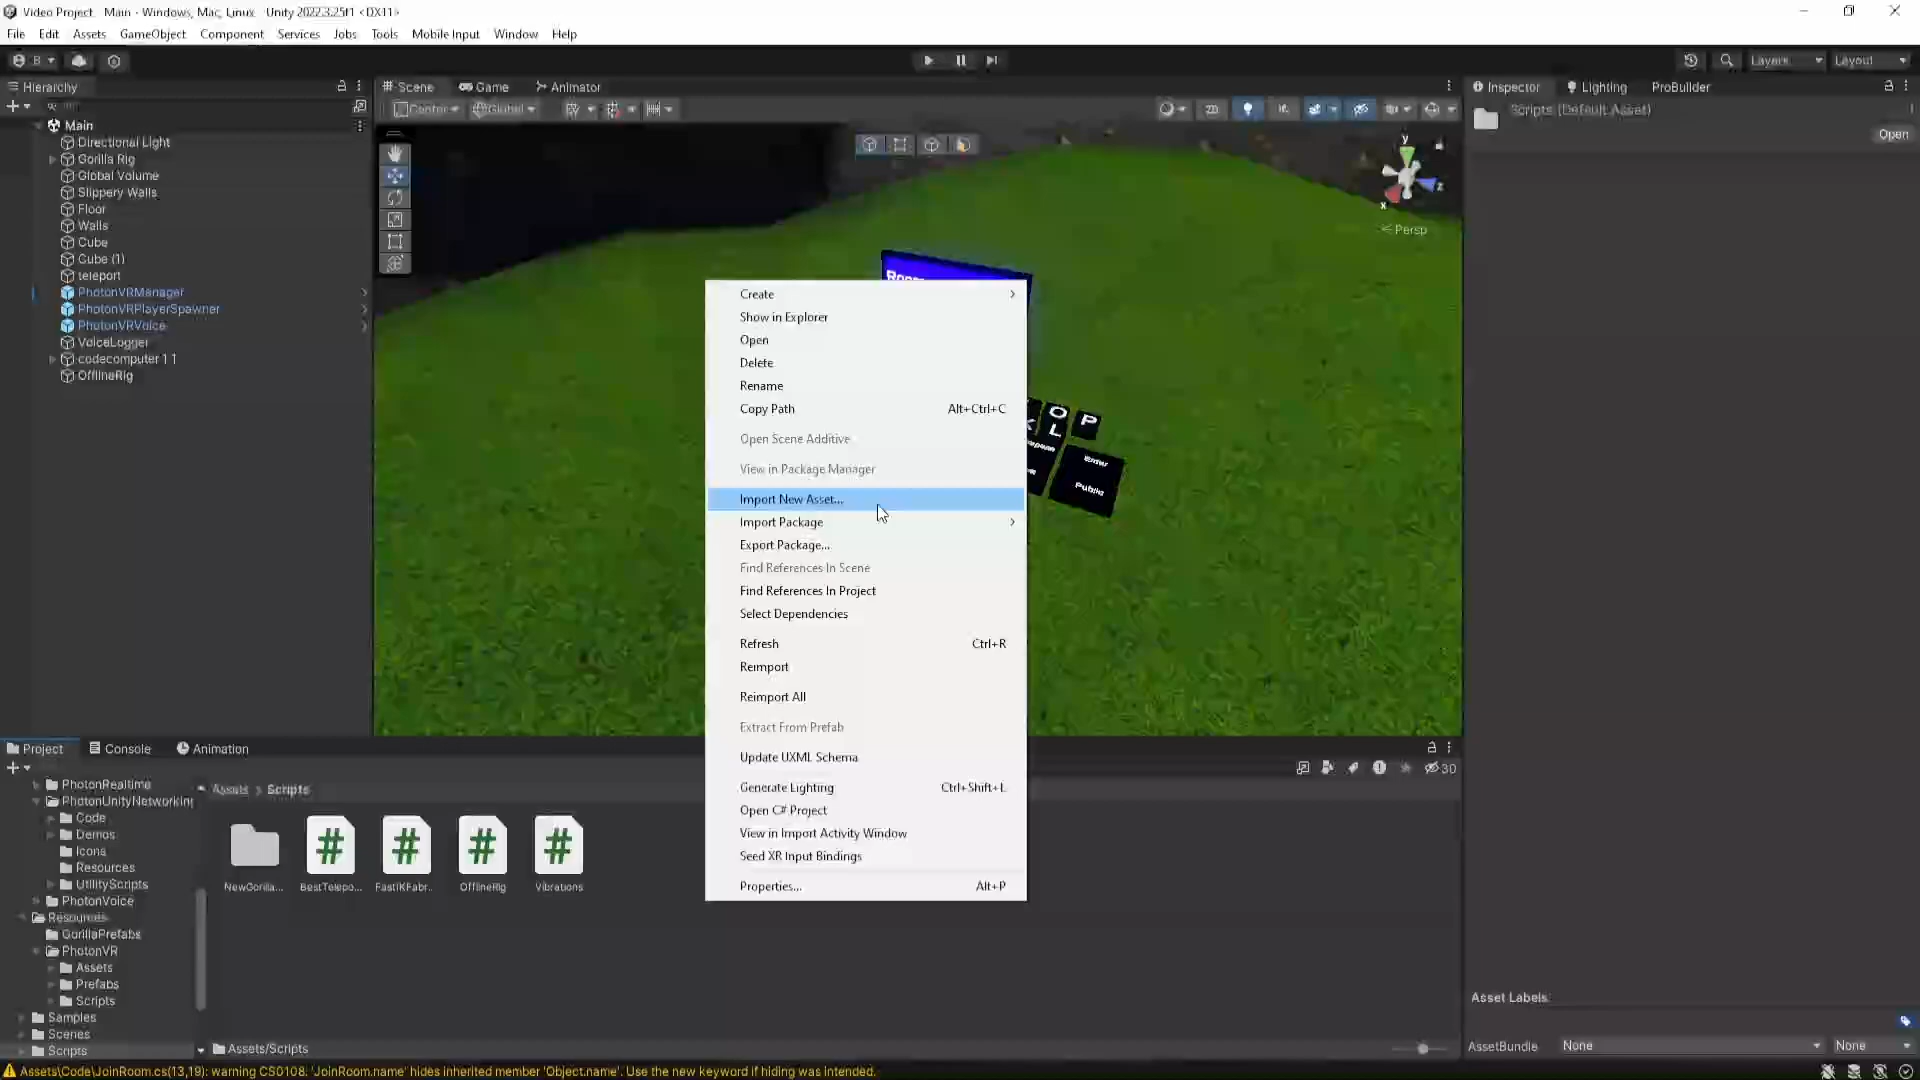 Video Project - Main - Windows, Mac, Linux - Unity 2022.3.25f1 <DX11>
File Edit Assets GameObject Component Services Jobs Tools Mobile Input Window Help
B Layers Layout
Hierarchy
Scene Game Animator
Inspector Lighting ProBuilder
Center Global
2D
All
Scripts (Default Asset)
Open
Main
Directional Light
Gorilla Rig
Global Volume
Slippery Walls
Floor
Walls
Cube
Cube (1)
teleport
PhotonVRManager
PhotonVRPlayerSpawner
PhotonVRVoice
VoiceLogger
codecomputer 1 1
OfflineRig
y
z
x
Persp
O P
K L
Enter
Public
Create
Show in Explorer
Open
Delete
Rename
Copy Path Alt+Ctrl+C
Open Scene Additive
View in Package Manager
Import New Asset...
Import Package
Export Package...
Find References In Scene
Find References In Project
Select Dependencies
Refresh Ctrl+R
Reimport
Reimport All
Extract From Prefab
Update UXML Schema
Generate Lighting Ctrl+Shift+L
Open C# Project
View in Import Activity Window
Seed XR Input Bindings
Properties... Alt+P
Project Console Animation
30
PhotonRealtime
PhotonUnityNetworking
Code
Demos
Icons
Resources
UtilityScripts
PhotonVoice
Resources
GorillaPrefabs
PhotonVR
Assets
Prefabs
Scripts
Samples
Scenes
Scripts
Assets > Scripts
NewGorilla... BestTelepo... FastIKFabr... OfflineRig Vibrations
Assets/Scripts
Asset Labels
AssetBundle None None
Assets\Code\JoinRoom.cs(13,19): warning CS0108: 'JoinRoom.name' hides inherited member 'Object.name'. Use the new keyword if hiding was intended.